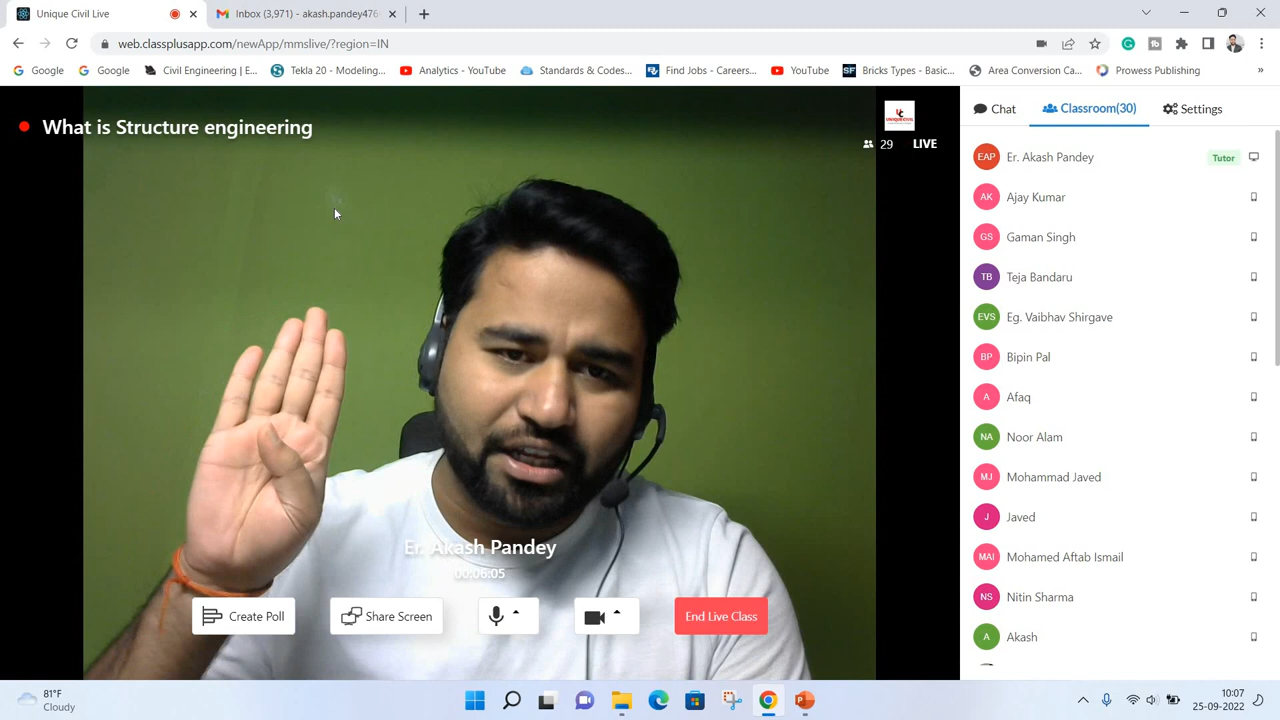 Unique Civil Live
Inbox (3,971) - akash.pandey476
web.classplusapp.com/newApp/mmslive/?region=IN
Google
Google
Civil Engineering | E...
Tekla 20 - Modeling...
Analytics - YouTube
Standards & Codes...
Find Jobs - Careers...
YouTube
Bricks Types - Basic...
Area Conversion Ca...
Prowess Publishing
»
What is Structure engineering
UNIQUE CIVIL
29
LIVE
Chat
Classroom(30)
Settings
EAP Er. Akash Pandey Tutor
AK Ajay Kumar
GS Gaman Singh
TB Teja Bandaru
EVS Eg. Vaibhav Shirgave
BP Bipin Pal
A Afaq
NA Noor Alam
MJ Mohammad Javed
J Javed
MAI Mohamed Aftab Ismail
NS Nitin Sharma
A Akash
Er. Akash Pandey
00:06:05
Create Poll
Share Screen
End Live Class
81°F
Cloudy
10:07
25-09-2022